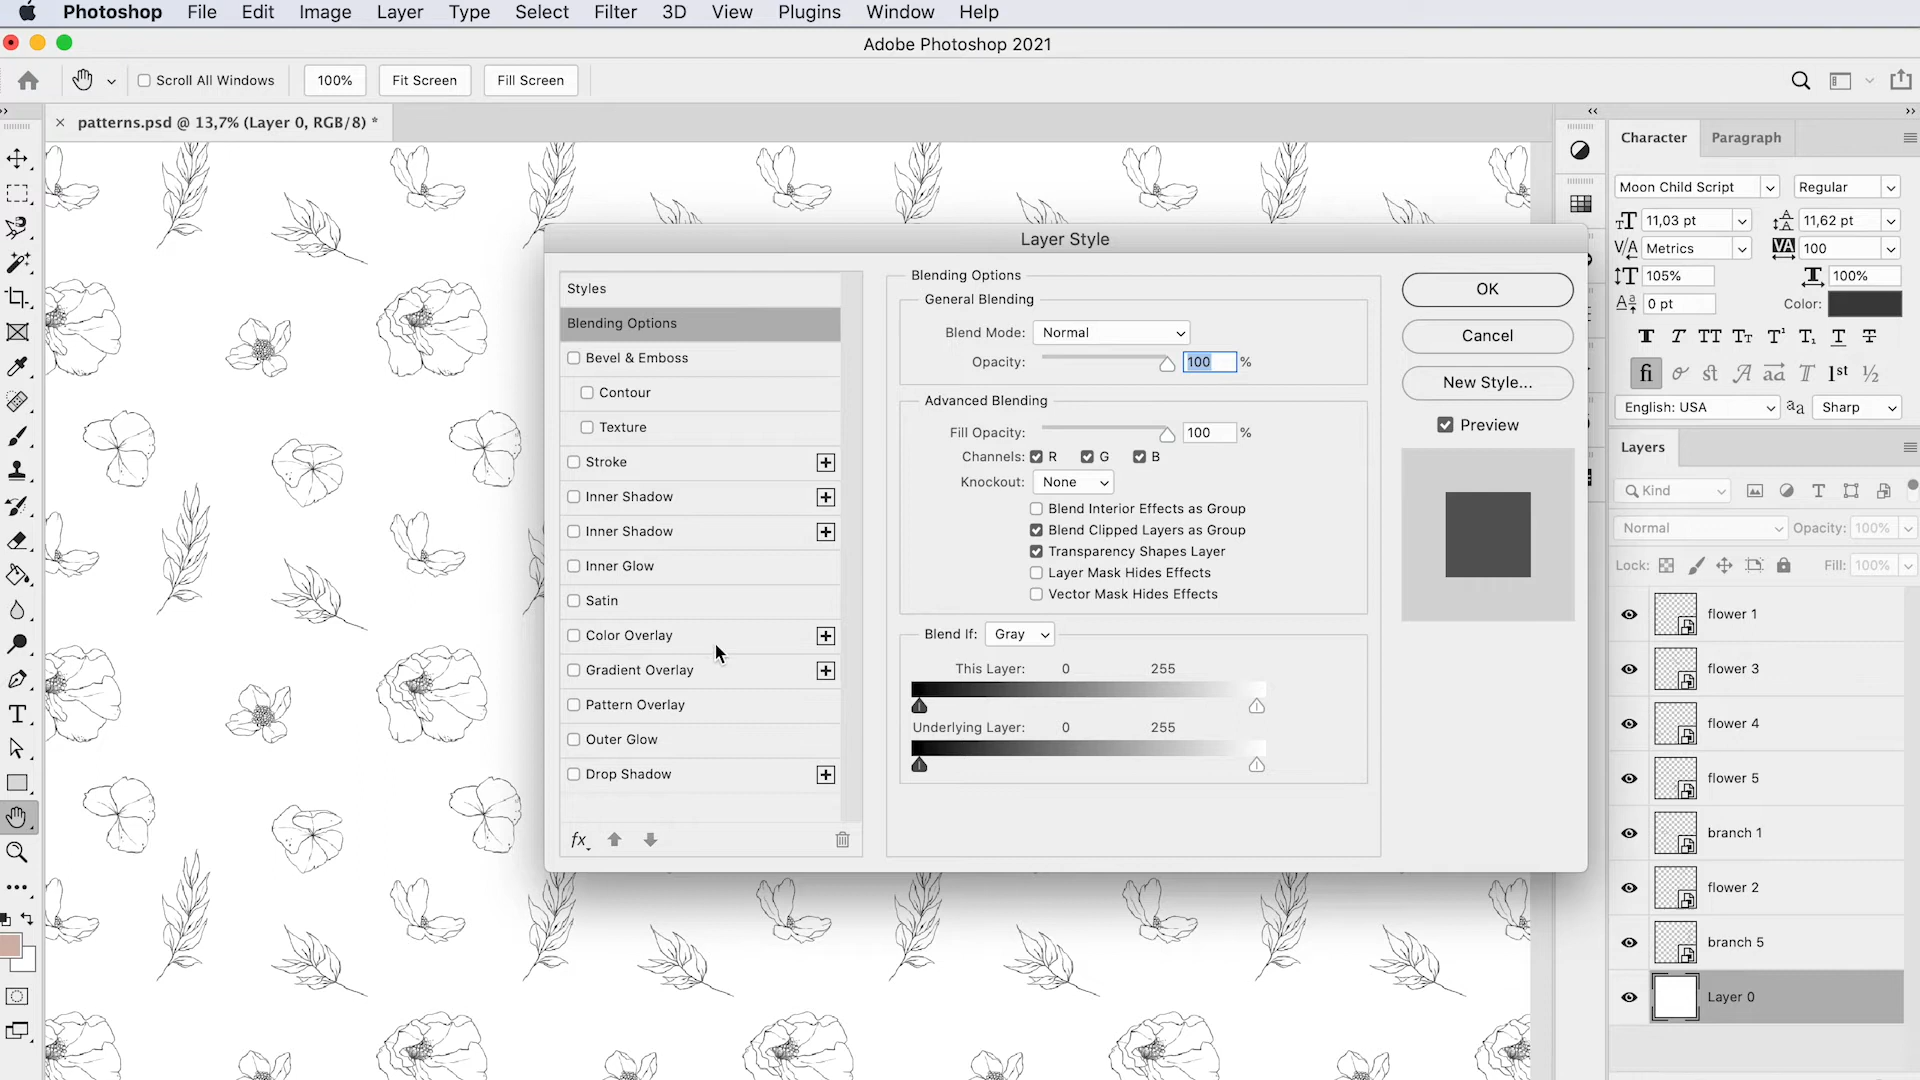 Photoshop File Edit Image Layer Type Select Filter 3D View Plugins Window Help
Adobe Photoshop 2021
Scroll All Windows 100% Fit Screen Fill Screen
patterns.psd @ 13,7% (Layer 0, RGB/8) *
Layer Style
Styles
Blending Options
Bevel & Emboss
Contour
Texture
Stroke
Inner Shadow
Inner Shadow
Inner Glow
Satin
Color Overlay
Gradient Overlay
Pattern Overlay
Outer Glow
Drop Shadow
fx
Blending Options
General Blending
Blend Mode: Normal
Opacity: 100 %
Advanced Blending
Fill Opacity: 100 %
Channels: R G B
Knockout: None
Blend Interior Effects as Group
Blend Clipped Layers as Group
Transparency Shapes Layer
Layer Mask Hides Effects
Vector Mask Hides Effects
Blend If: Gray
This Layer: 0 255
Underlying Layer: 0 255
OK
Cancel
New Style...
Preview
Character Paragraph
Moon Child Script Regular
11,03 pt 11,62 pt
Metrics 100
105% 100%
0 pt Color:
English: USA aa Sharp
Layers
Kind
Normal Opacity: 100%
Lock: Fill: 100%
flower 1
flower 3
flower 4
flower 5
branch 1
flower 2
branch 5
Layer 0